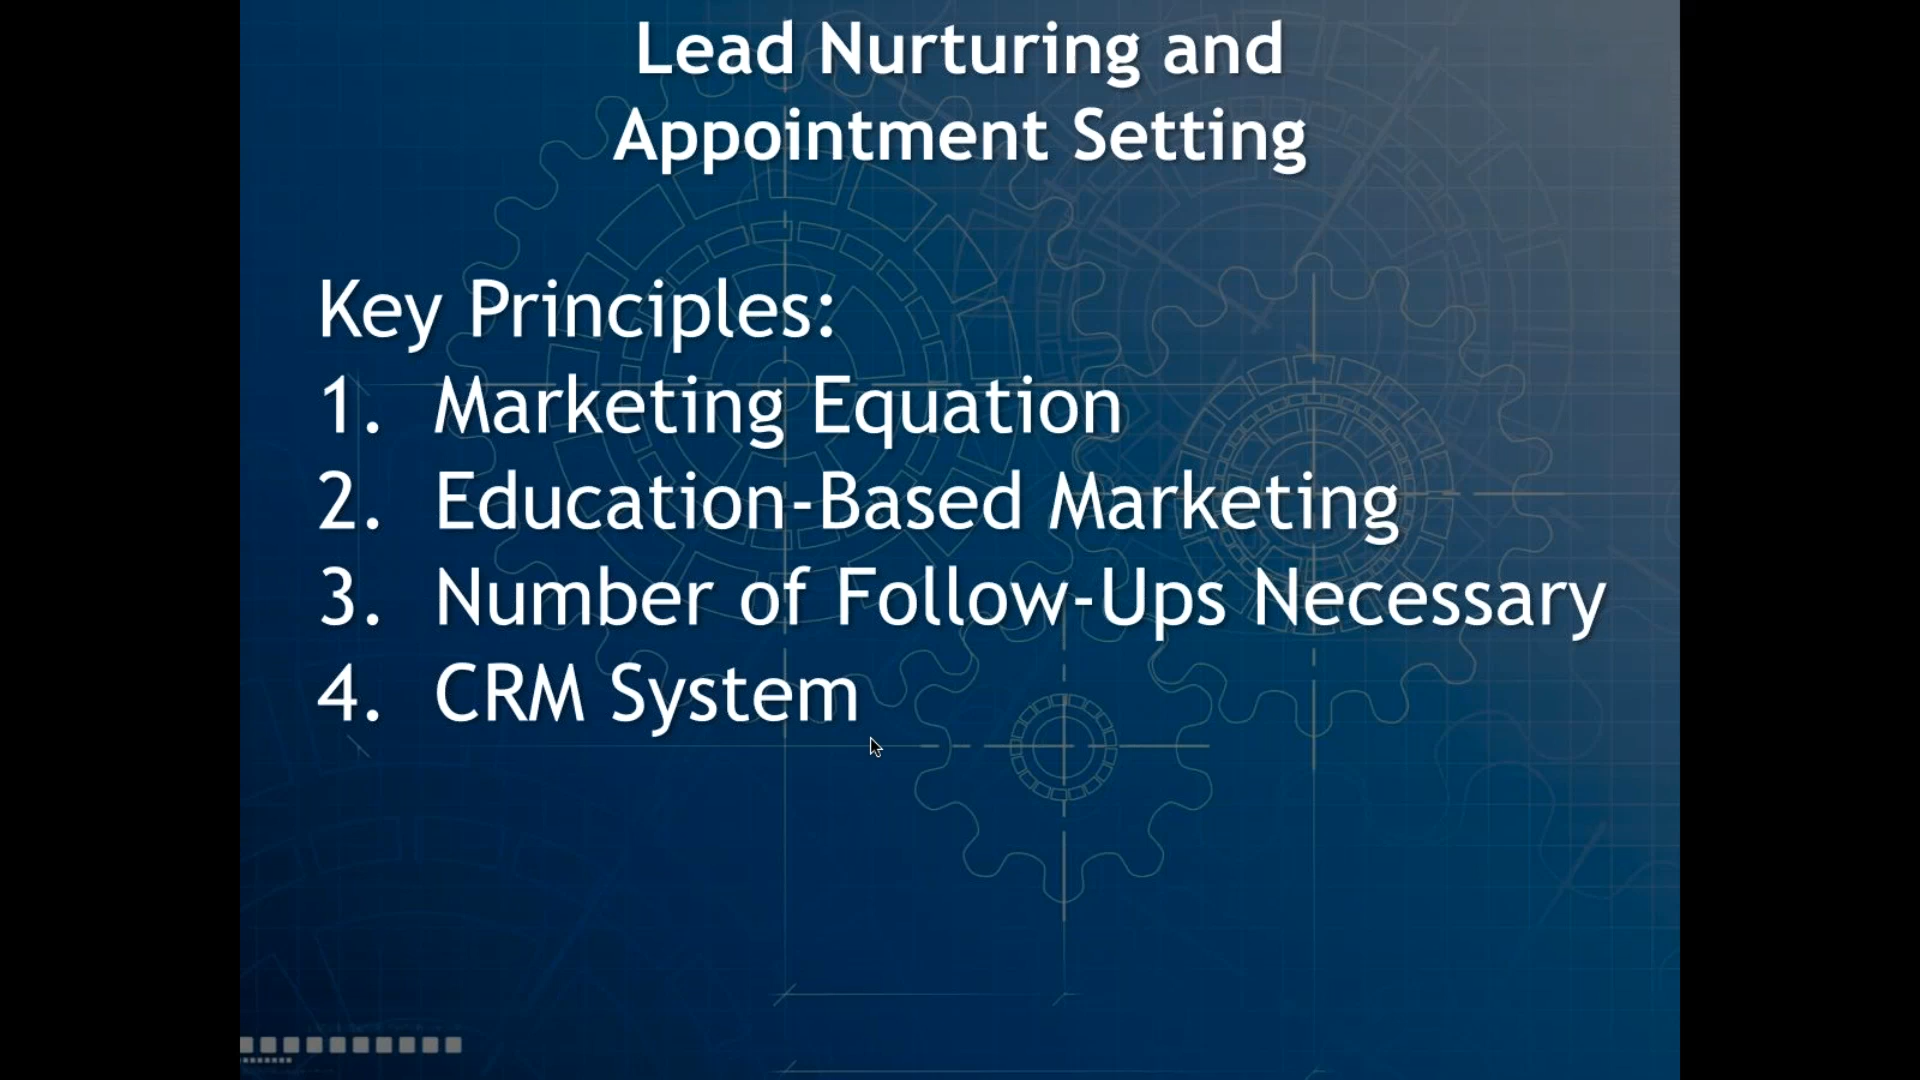 Lead Nurturing and
Appointment Setting
Key Principles:
1. Marketing Equation
2. Education-Based Marketing
3. Number of Follow-Ups Necessary
4. CRM System